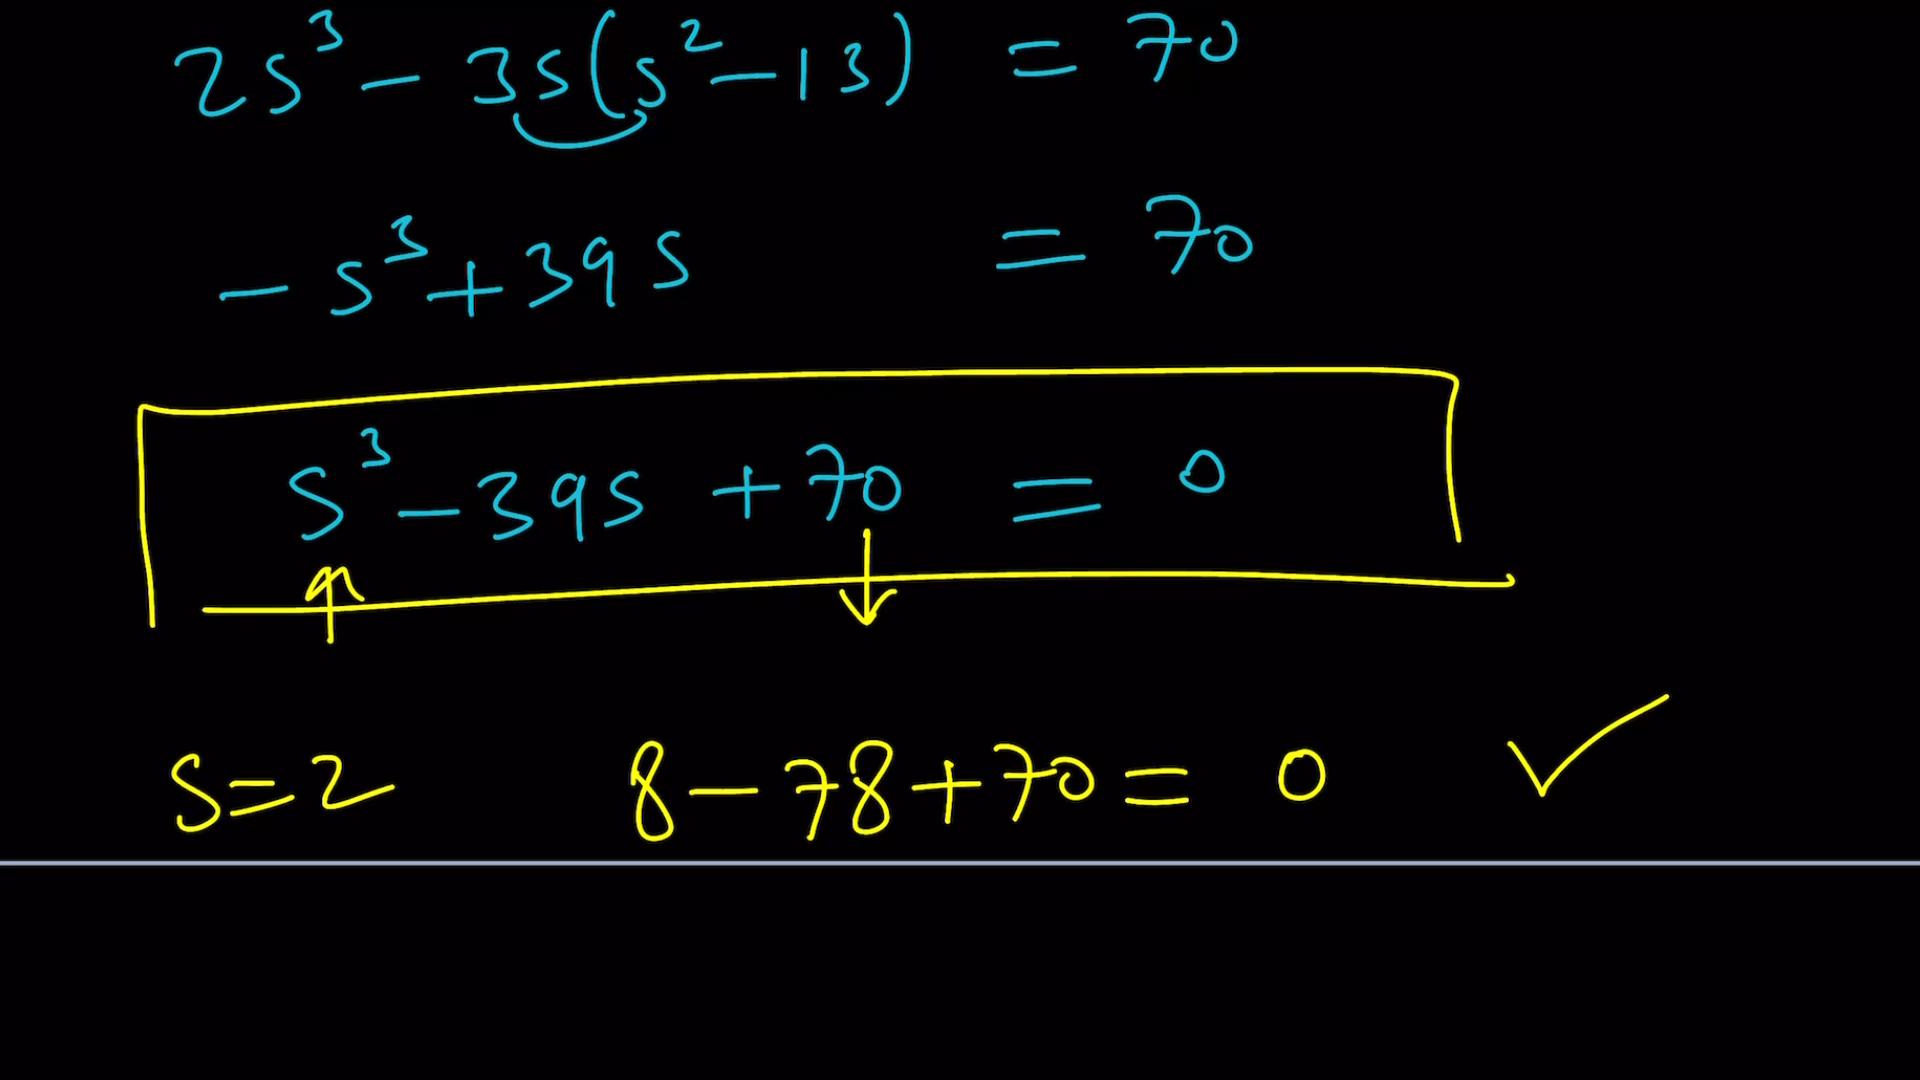 2s³ - 3s(s² - 13) = 70
- s³ + 39s = 70
s³ - 39s + 70 = 0
s = 2 8 - 78 + 70 = 0 ✓